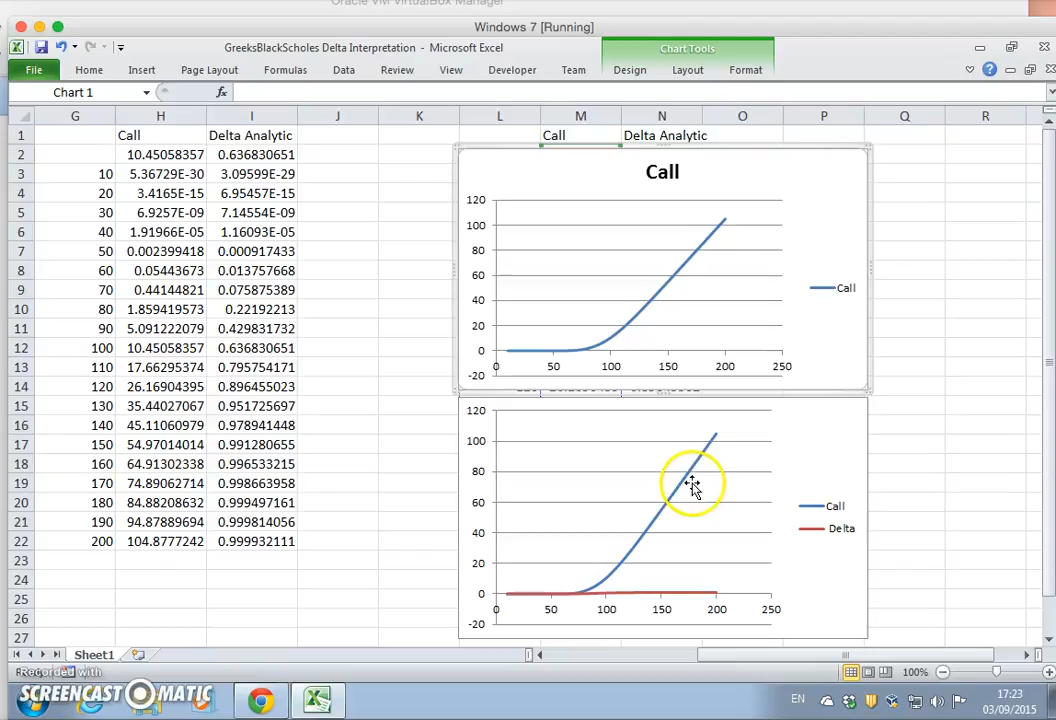 Oracle VM VirtualBox Manager
Windows 7 [Running]
GreeksBlackScholes Delta Interpretation - Microsoft Excel
Chart Tools
File Home Insert Page Layout Formulas Data Review View Developer Team Design Layout Format
Chart 1 fx
G H I J K L M N O P Q R
1 Call Delta Analytic Call Delta Analytic
2 10.45058357 0.636830651
3 10 5.36729E-30 3.09599E-29
4 20 3.4165E-15 6.95457E-15
5 30 6.9257E-09 7.14554E-09
6 40 1.91966E-05 1.16093E-05
7 50 0.002399418 0.000917433
8 60 0.05443673 0.013757668
9 70 0.44144821 0.075875389
10 80 1.859419573 0.22192213
11 90 5.091222079 0.429831732
12 100 10.45058357 0.636830651
13 110 17.66295374 0.795754171
14 120 26.16904395 0.896455023
15 130 35.44027067 0.951725697
16 140 45.11060979 0.978941448
17 150 54.97014014 0.991280655
18 160 64.91302338 0.996533215
19 170 74.89062714 0.998663958
20 180 84.88208632 0.999497161
21 190 94.87889694 0.999814056
22 200 104.8777242 0.999932111
23
24
25
26
27
Call
120
100
80
60
40
20
0
-20
0 50 100 150 200 250
Call
120
100
80
60
40
20
0
-20
0 50 100 150 200 250
Call
Delta
Sheet1
100%
Recorded with
SCREENCAST MATIC
EN
17:23
03/09/2015